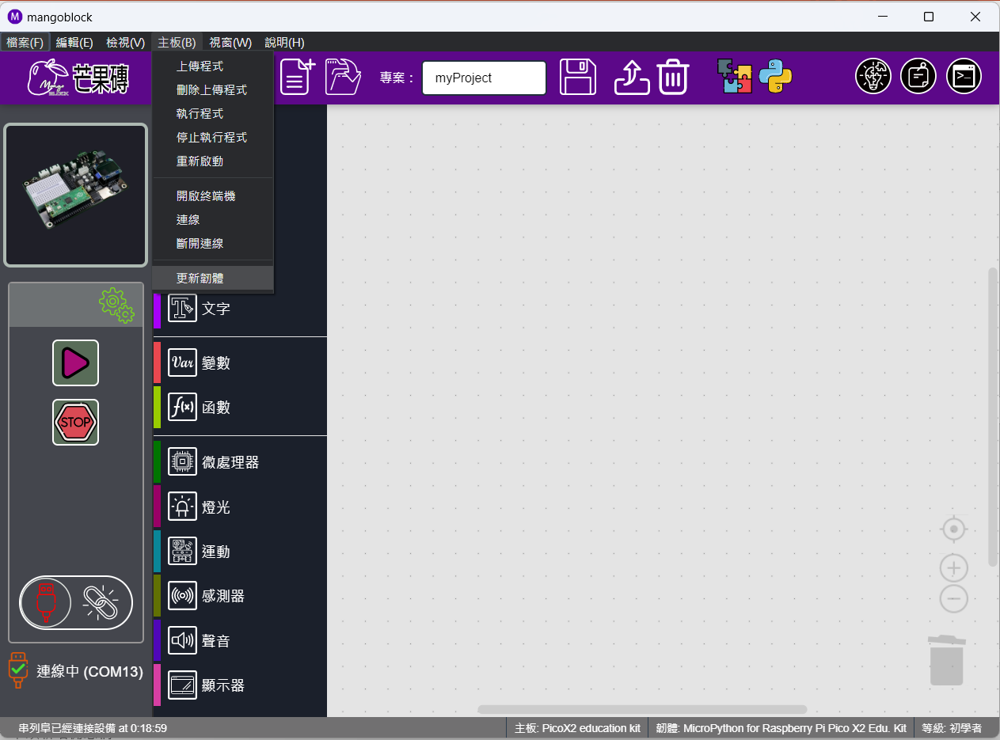 mangoblock
檔案(F) 編輯(E) 檢視(V) 主板(B) 視窗(W) 說明(H)
Mango BLOCK 芒果磚 專案： myProject
上傳程式
刪除上傳程式
執行程式
停止執行程式
重新啟動
開啟終端機
連線
斷開連線
更新韌體
文字
Var 變數
f(x) 函數
微處理器
燈光
運動
感測器
聲音
顯示器
STOP
連線中 (COM13)
串列阜已經連接設備 at 0:18:59 主板: PicoX2 education kit 韌體: MicroPython for Raspberry Pi Pico X2 Edu. Kit 等級: 初學者